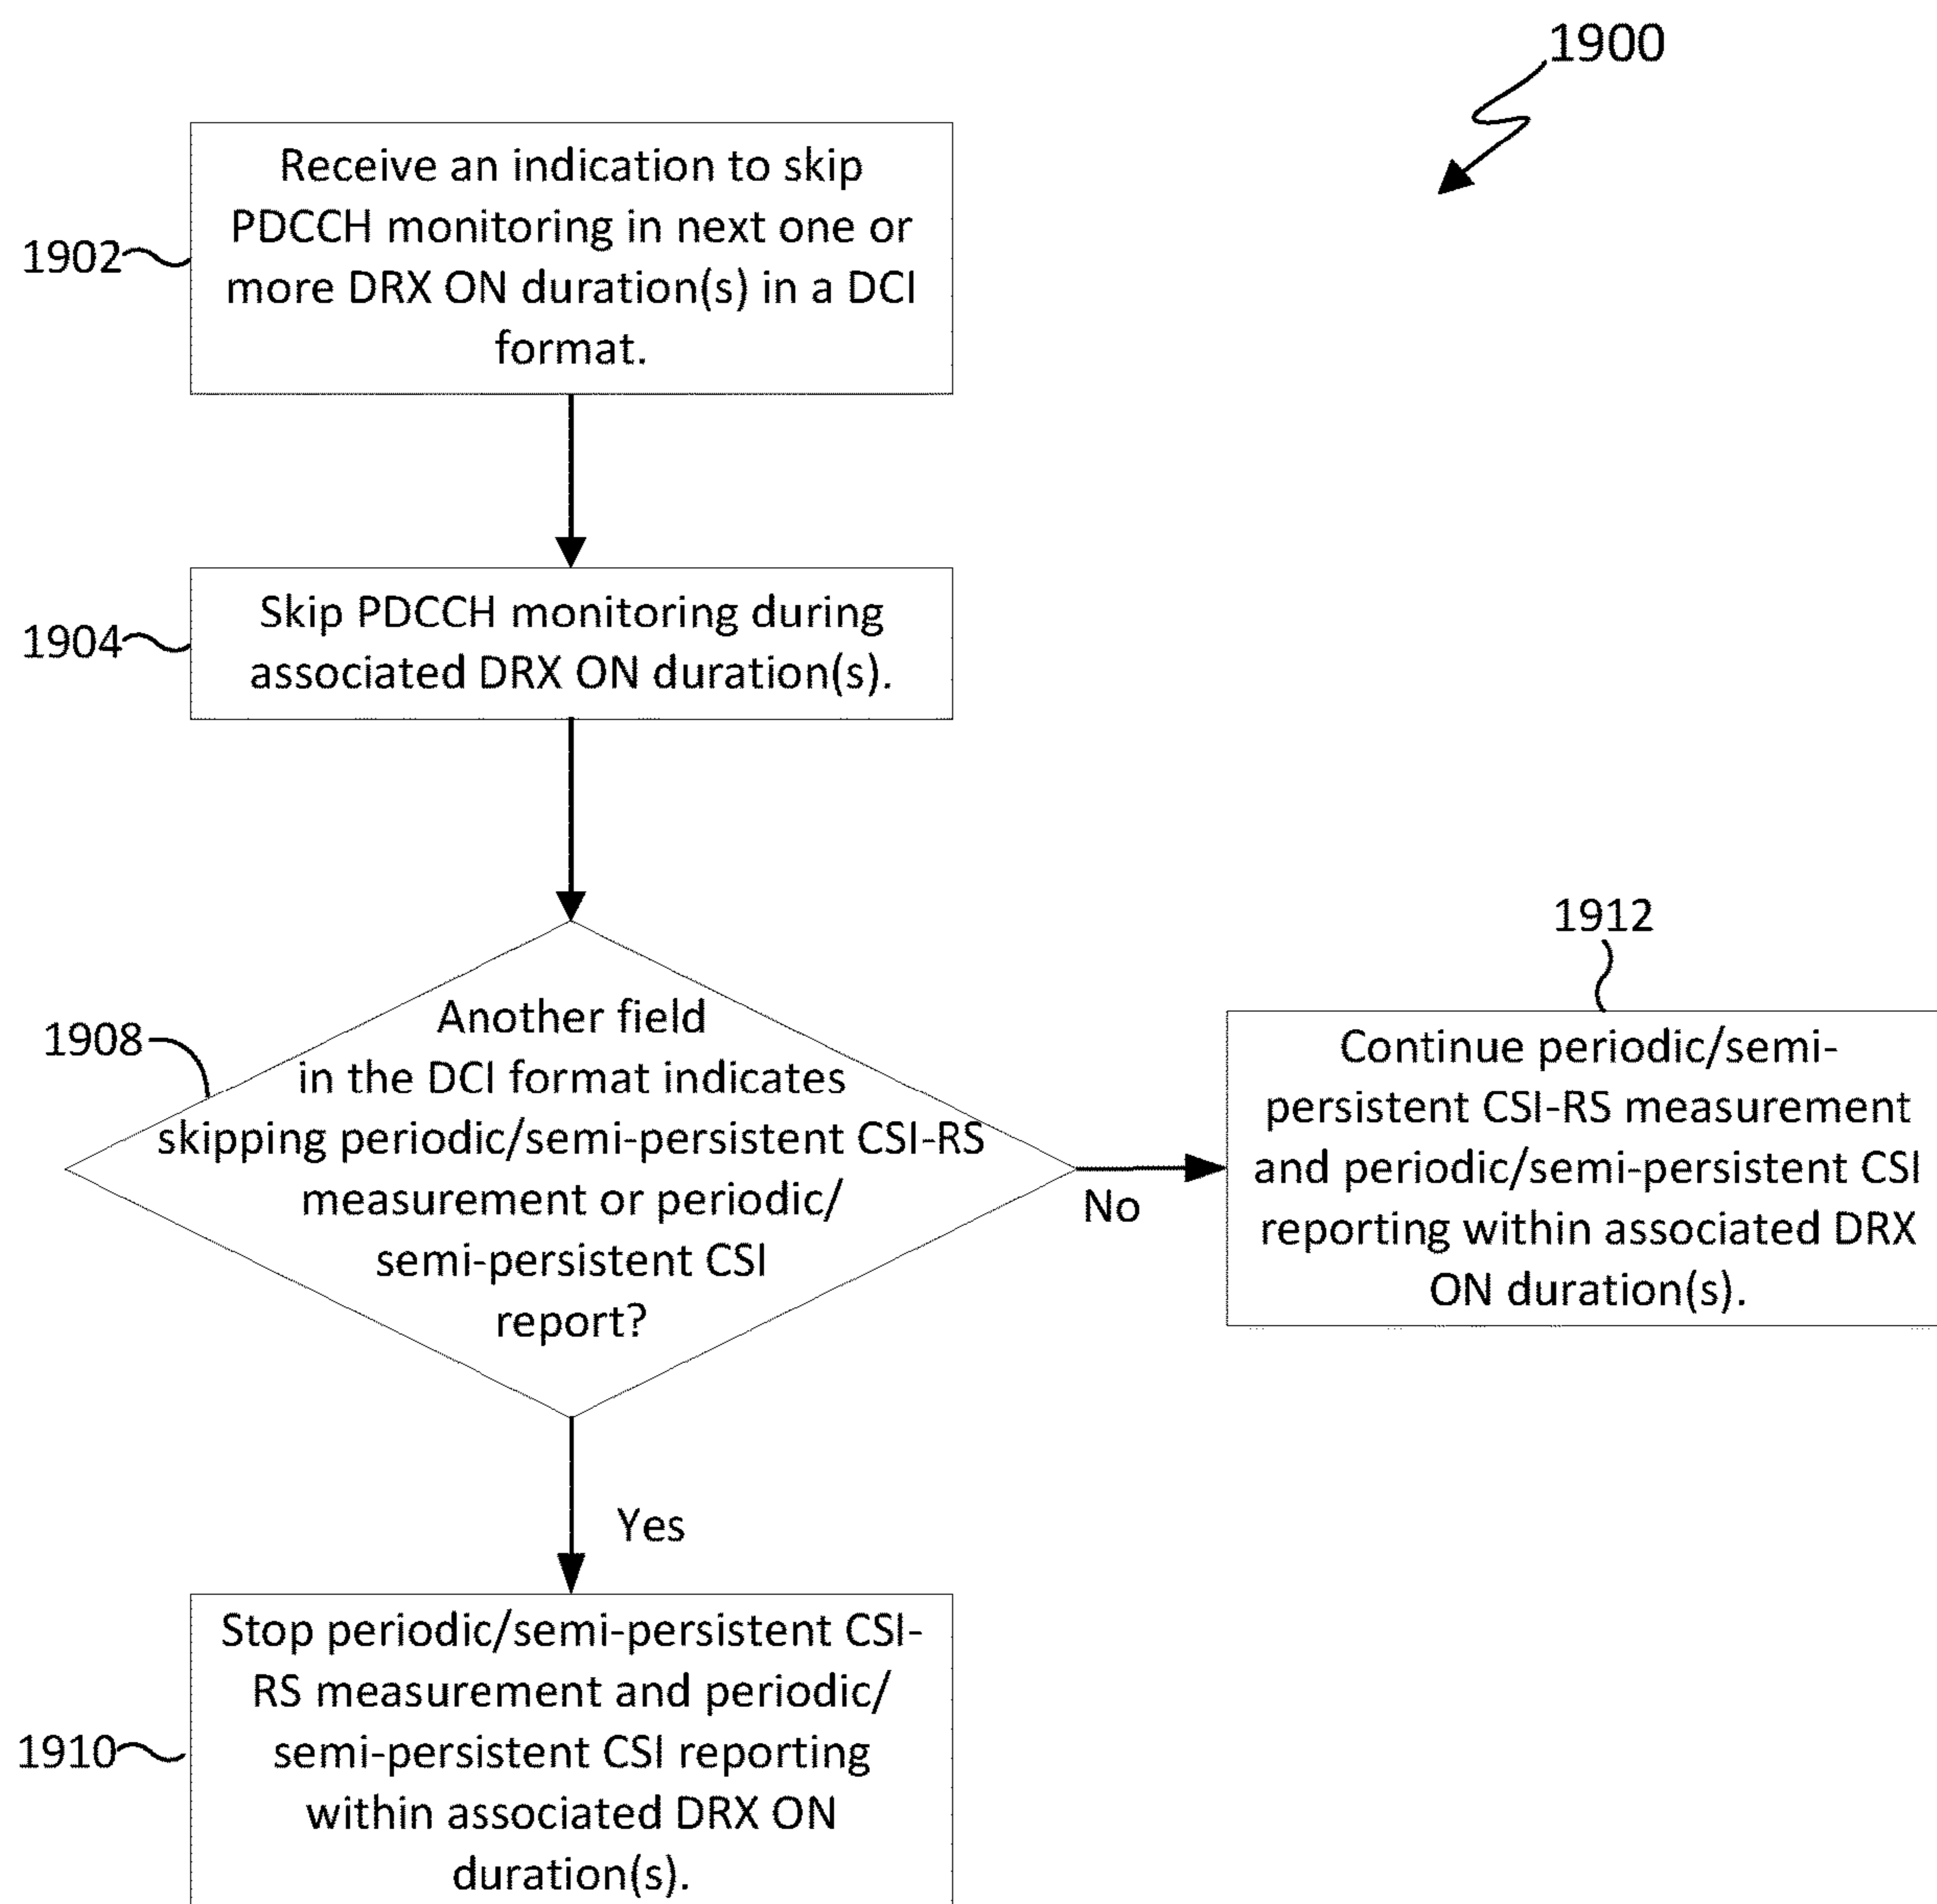 1900
Receive an indication to skip
PDCCH monitoring in next one or
more DRX ON duration(s) in a DCI
format.
1902
Skip PDCCH monitoring during
associated DRX ON duration(s).
1904
Another field
in the DCI format indicates
skipping periodic/semi-persistent CSI-RS
measurement or periodic/
semi-persistent CSI
report?
1908
No
1912
Continue periodic/semi-
persistent CSI-RS measurement
and periodic/semi-persistent CSI
reporting within associated DRX
ON duration(s).
Yes
Stop periodic/semi-persistent CSI-
RS measurement and periodic/
semi-persistent CSI reporting
within associated DRX ON
duration(s).
1910